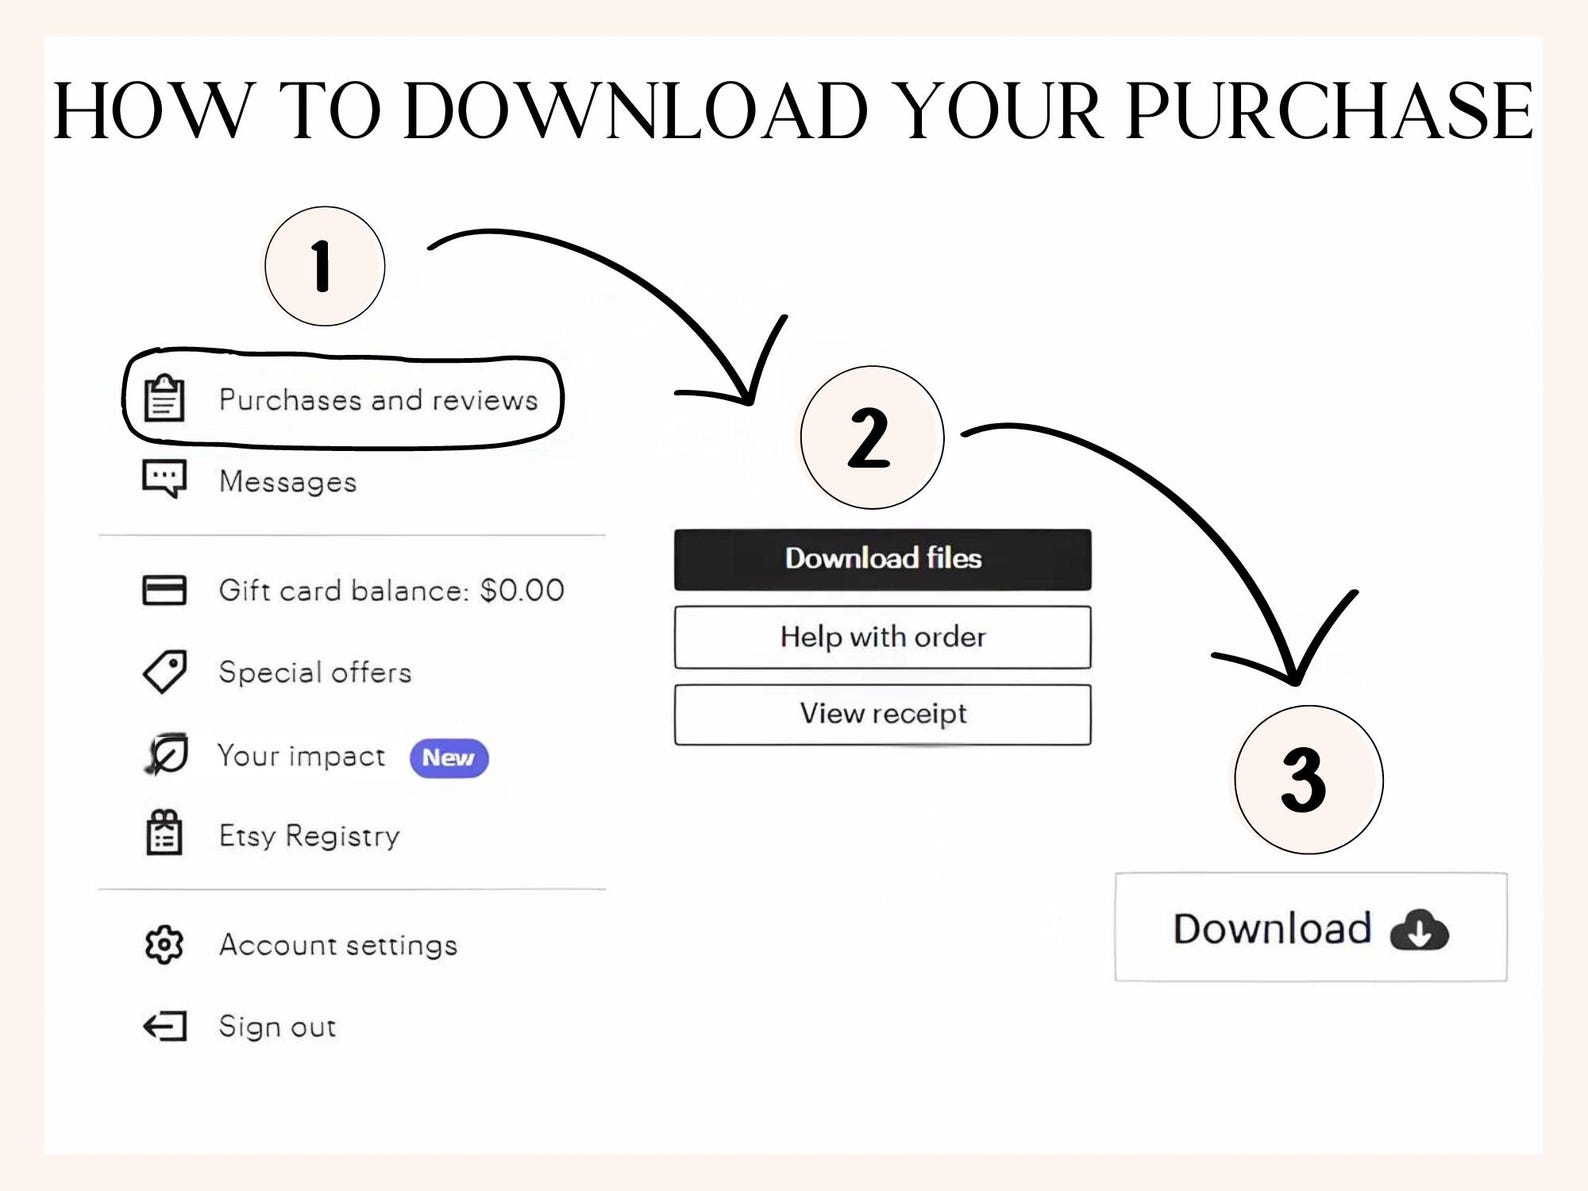 HOW TO DOWNLOAD YOUR PURCHASE
1
Purchases and reviews
Messages
Gift card balance: $0.00
Special offers
Your impact New
Etsy Registry
Account settings
Sign out
2
Download files
Help with order
View receipt
3
Download